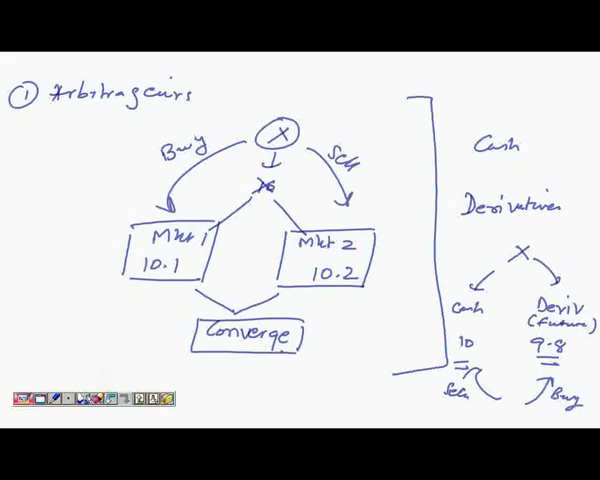 ① Arbitrageurs
X
Buy
Sell
Mkt 1
10.1
Mkt 2
10.2
Converge
Cash
Derivatives
X
Cash
Deriv
(Future)
10
9.8
Sell
Buy